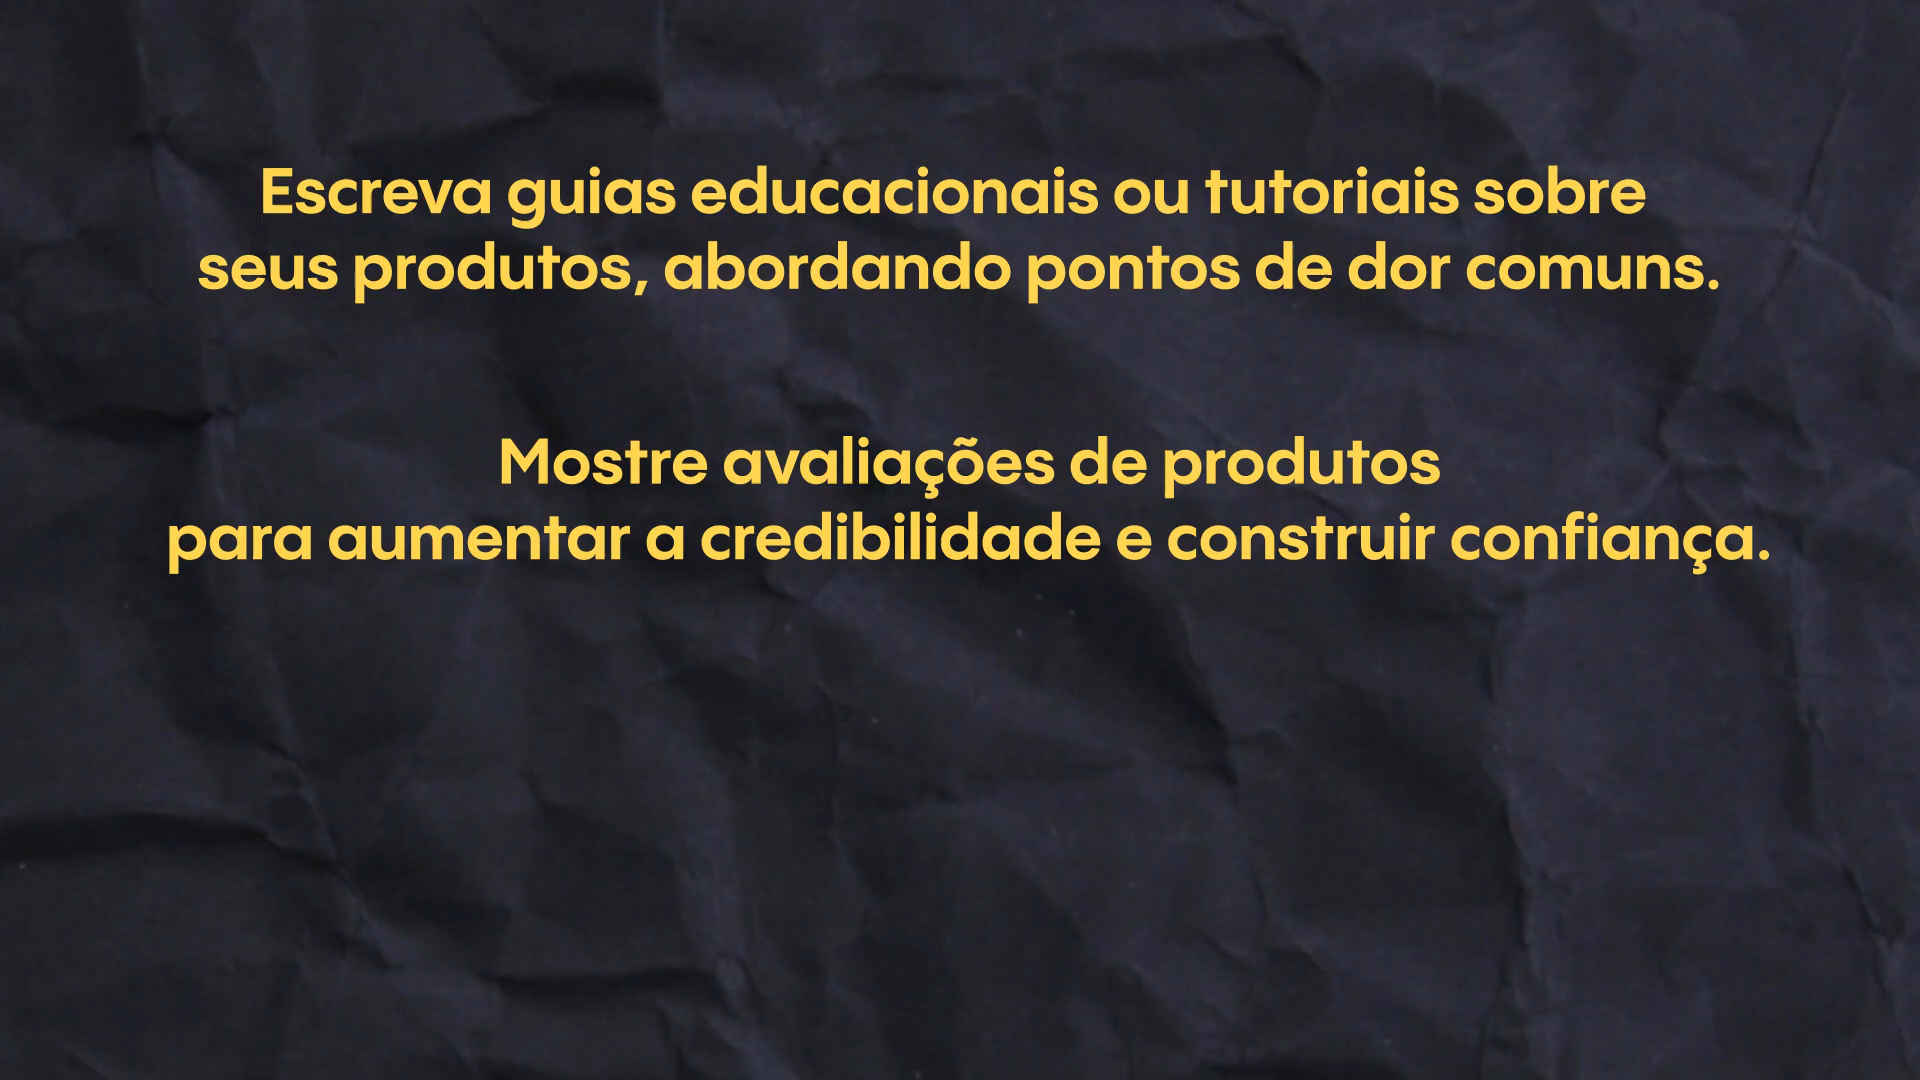 Escreva guias educacionais ou tutoriais sobre
seus produtos, abordando pontos de dor comuns.
Mostre avaliações de produtos
para aumentar a credibilidade e construir confiança.